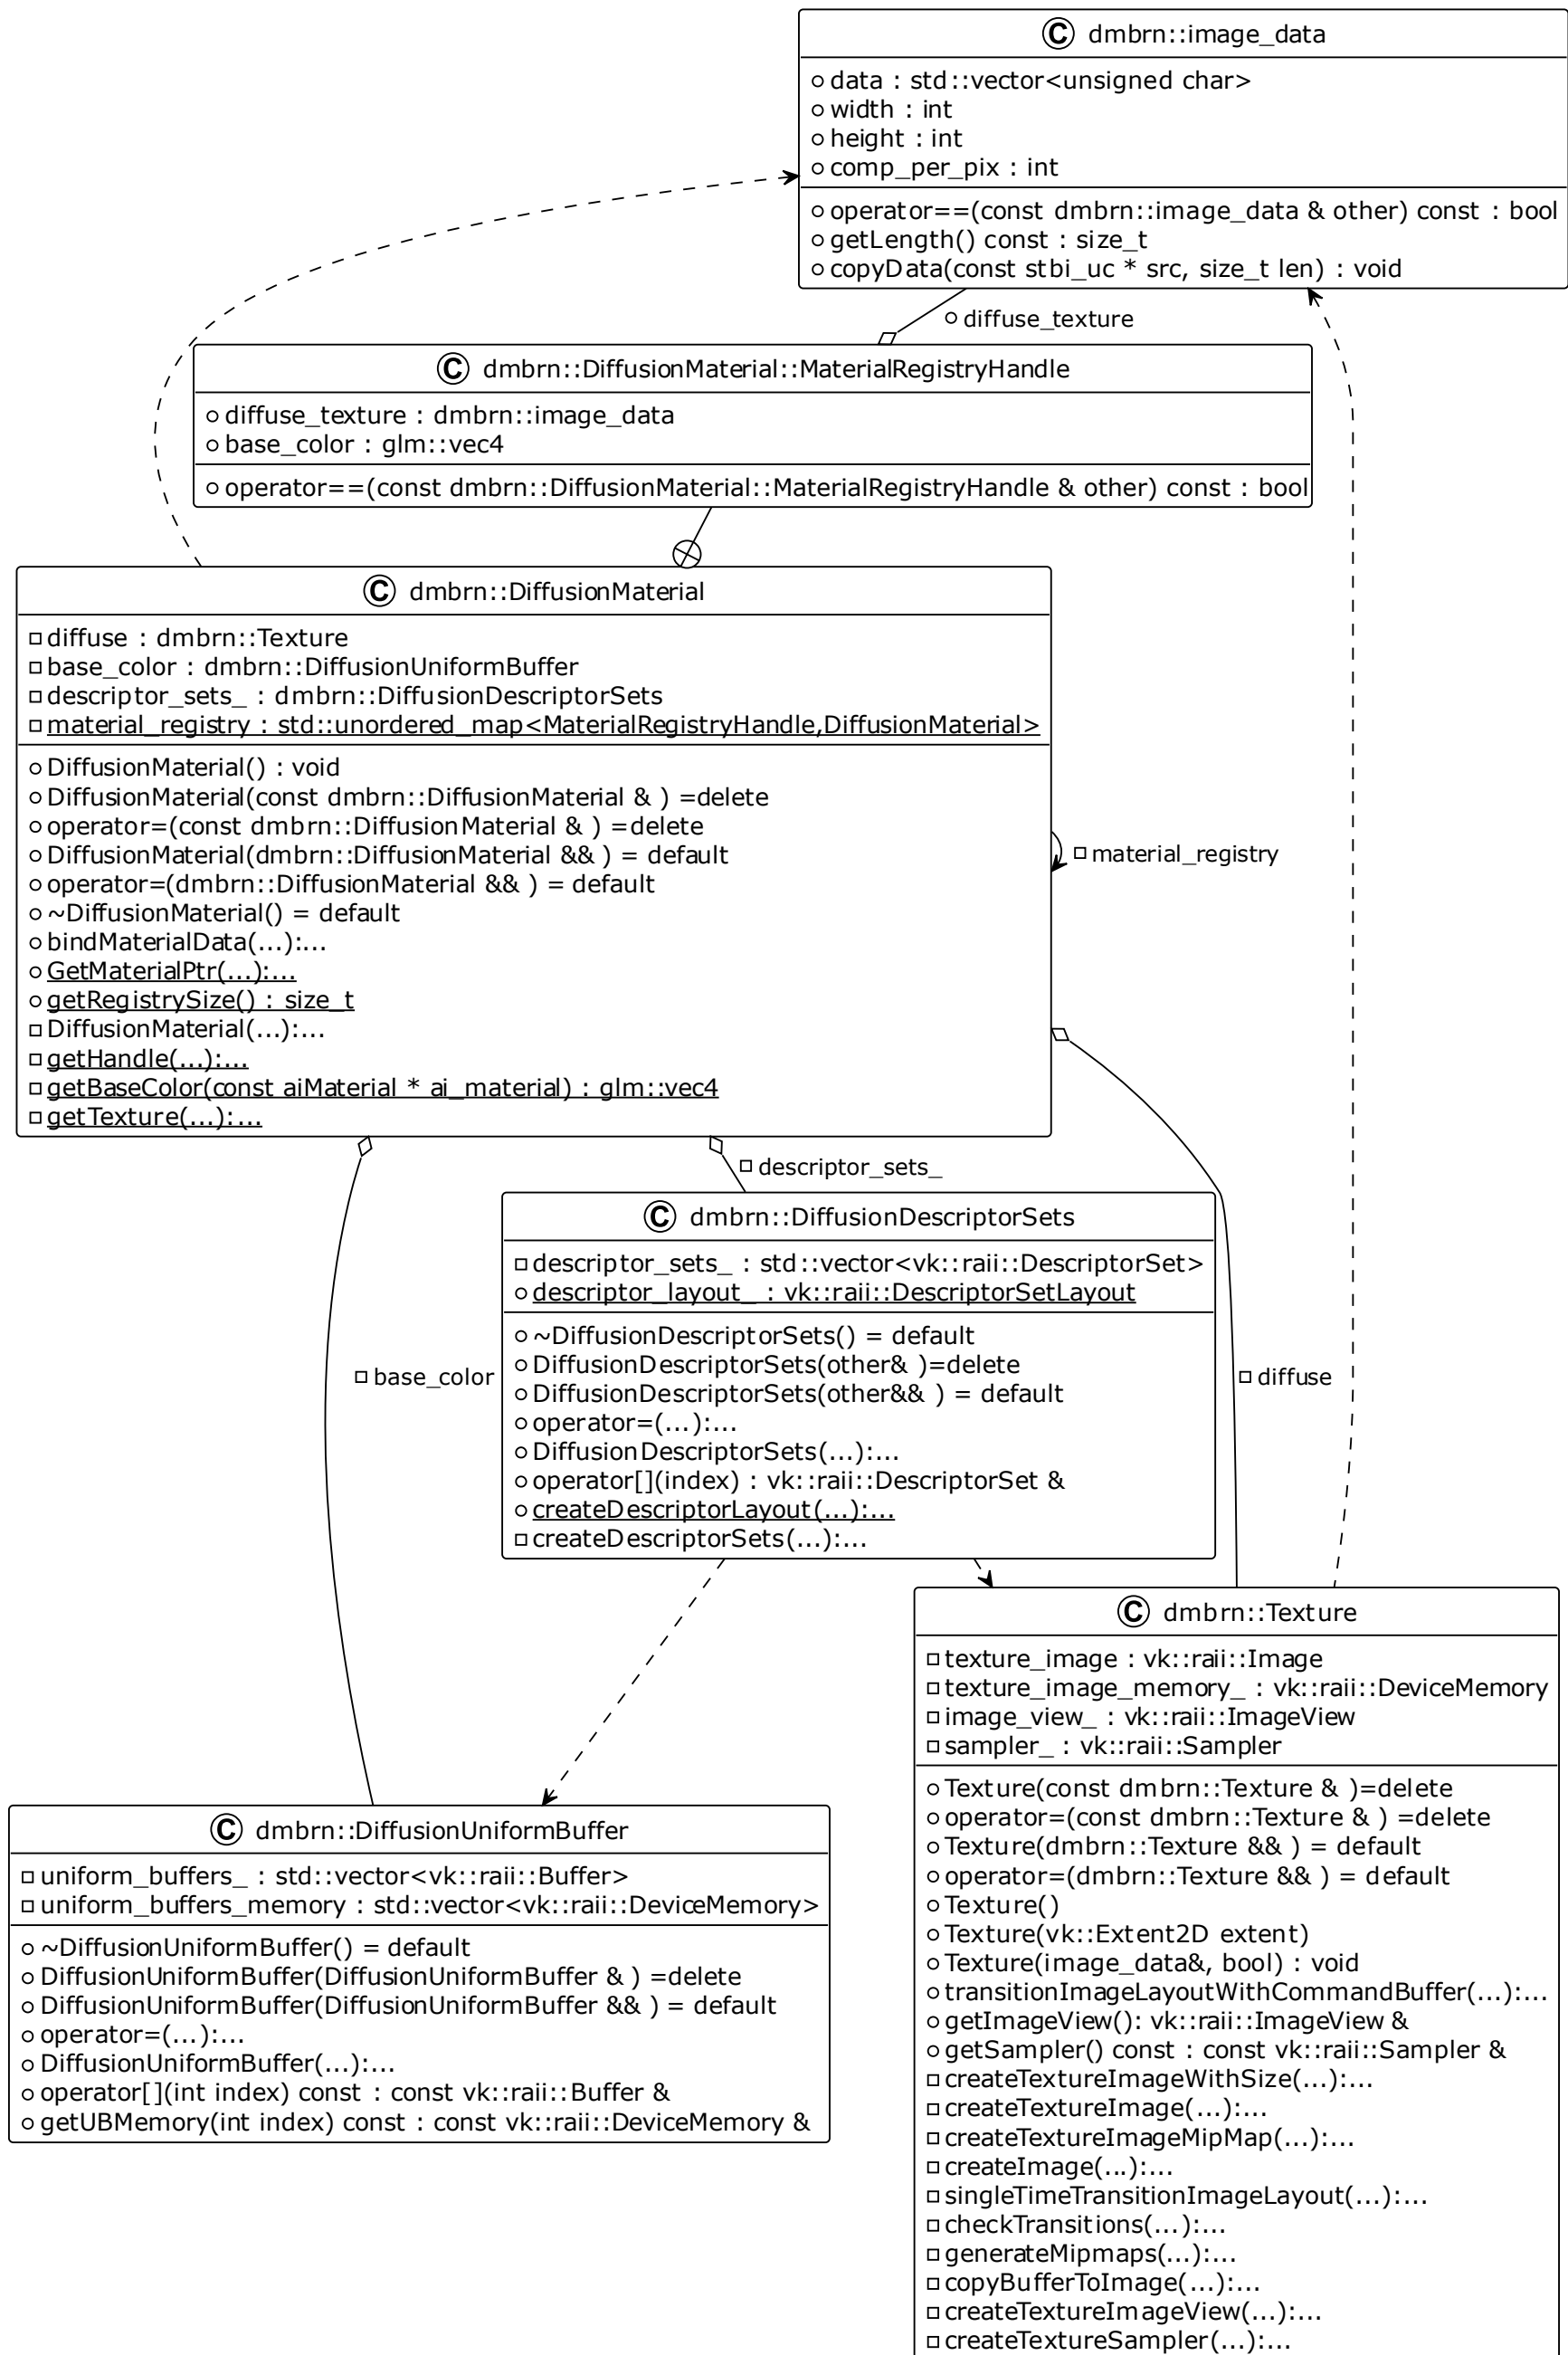 C dmbrn::image_data
data : std::vector<unsigned char>
width : int
height : int
comp_per_pix : int
operator==(const dmbrn::image_data & other) const : bool
getLength() const : size_t
copyData(const stbi_uc * src, size_t len) : void
diffuse_texture
C dmbrn::DiffusionMaterial::MaterialRegistryHandle
diffuse_texture : dmbrn::image_data
base_color : glm::vec4
operator==(const dmbrn::DiffusionMaterial::MaterialRegistryHandle & other) const : bool
C dmbrn::DiffusionMaterial
diffuse : dmbrn::Texture
base_color : dmbrn::DiffusionUniformBuffer
descriptor_sets_ : dmbrn::DiffusionDescriptorSets
material_registry : std::unordered_map<MaterialRegistryHandle,DiffusionMaterial>
DiffusionMaterial() : void
DiffusionMaterial(const dmbrn::DiffusionMaterial & ) =delete
operator=(const dmbrn::DiffusionMaterial & ) =delete
DiffusionMaterial(dmbrn::DiffusionMaterial && ) = default
operator=(dmbrn::DiffusionMaterial && ) = default
~DiffusionMaterial() = default
bindMaterialData(...):...
GetMaterialPtr(...):...
getRegistrySize() : size_t
DiffusionMaterial(...):...
getHandle(...):...
getBaseColor(const aiMaterial * ai_material) : glm::vec4
getTexture(...):...
material_registry
descriptor_sets_
C dmbrn::DiffusionDescriptorSets
descriptor_sets_ : std::vector<vk::raii::DescriptorSet>
descriptor_layout_ : vk::raii::DescriptorSetLayout
~DiffusionDescriptorSets() = default
DiffusionDescriptorSets(other& )=delete
DiffusionDescriptorSets(other&& ) = default
operator=(...):...
DiffusionDescriptorSets(...):...
operator[](index) : vk::raii::DescriptorSet &
createDescriptorLayout(...):...
createDescriptorSets(...):...
base_color
diffuse
C dmbrn::DiffusionUniformBuffer
uniform_buffers_ : std::vector<vk::raii::Buffer>
uniform_buffers_memory : std::vector<vk::raii::DeviceMemory>
~DiffusionUniformBuffer() = default
DiffusionUniformBuffer(DiffusionUniformBuffer & ) =delete
DiffusionUniformBuffer(DiffusionUniformBuffer && ) = default
operator=(...):...
DiffusionUniformBuffer(...):...
operator[](int index) const : const vk::raii::Buffer &
getUBMemory(int index) const : const vk::raii::DeviceMemory &
C dmbrn::Texture
texture_image : vk::raii::Image
texture_image_memory_ : vk::raii::DeviceMemory
image_view_ : vk::raii::ImageView
sampler_ : vk::raii::Sampler
Texture(const dmbrn::Texture & )=delete
operator=(const dmbrn::Texture & ) =delete
Texture(dmbrn::Texture && ) = default
operator=(dmbrn::Texture && ) = default
Texture()
Texture(vk::Extent2D extent)
Texture(image_data&, bool) : void
transitionImageLayoutWithCommandBuffer(...):...
getImageView(): vk::raii::ImageView &
getSampler() const : const vk::raii::Sampler &
createTextureImageWithSize(...):...
createTextureImage(...):...
createTextureImageMipMap(...):...
createImage(...):...
singleTimeTransitionImageLayout(...):...
checkTransitions(...):...
generateMipmaps(...):...
copyBufferToImage(...):...
createTextureImageView(...):...
createTextureSampler(...):...